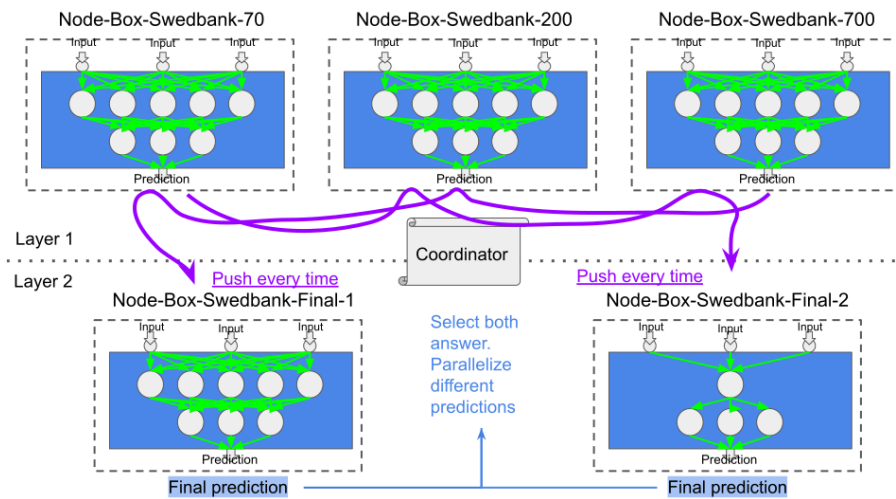 Node-Box-Swedbank-70
Node-Box-Swedbank-200
Node-Box-Swedbank-700
Input Input Input
Input Input Input
Input Input Input
Prediction
Prediction
Prediction
Layer 1
Coordinator
Layer 2
Push every time
Push every time
Node-Box-Swedbank-Final-1
Node-Box-Swedbank-Final-2
Input Input Input
Input Input Input
Select both
answer.
Parallelize
different
predictions
Prediction
Prediction
Final prediction
Final prediction